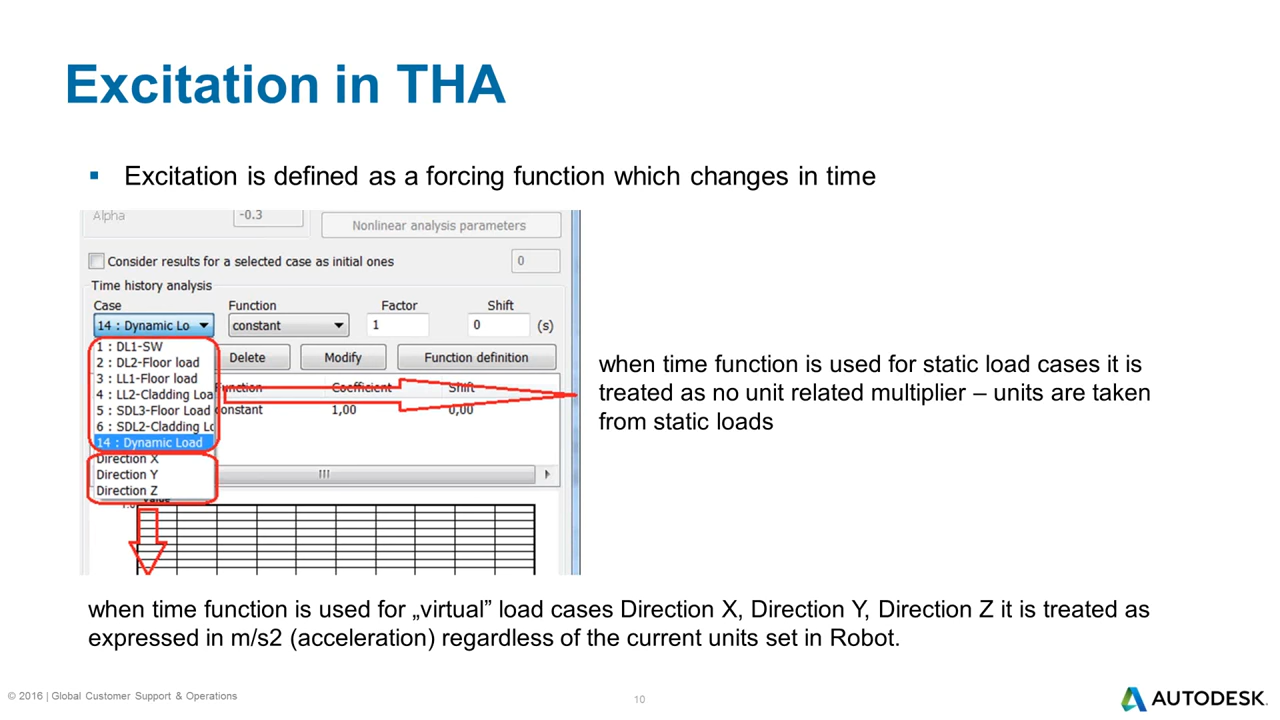 Excitation in THA
▪ Excitation is defined as a forcing function which changes in time
Alpha -0.3
Nonlinear analysis parameters
Consider results for a selected case as initial ones 0
Time history analysis
Case Function Factor Shift
14 : Dynamic Lo constant 1 0 (s)
1 : DL1-SW
2 : DL2-Floor load
3 : LL1-Floor load
4 : LL2-Cladding Loa
5 : SDL3-Floor Load
6 : SDL2-Cladding Lo
14 : Dynamic Load
Direction X
Direction Y
Direction Z
Delete Modify Function definition
Function Coefficient Shift
constant 1,00 0,00
Value
1.0
when time function is used for static load cases it is
treated as no unit related multiplier – units are taken
from static loads
when time function is used for „virtual” load cases Direction X, Direction Y, Direction Z it is treated as
expressed in m/s2 (acceleration) regardless of the current units set in Robot.
© 2016 | Global Customer Support & Operations
10
AUTODESK.